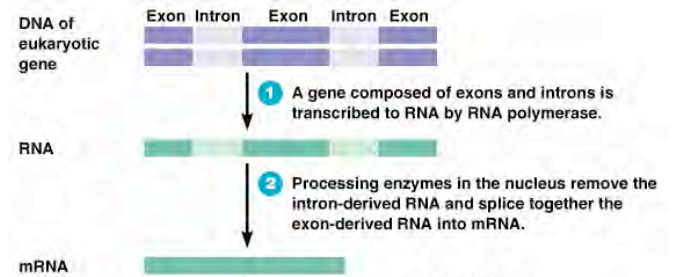 DNA of
eukaryotic
gene
Exon Intron Exon Intron Exon
1 A gene composed of exons and introns is
transcribed to RNA by RNA polymerase.
RNA
2 Processing enzymes in the nucleus remove the
intron-derived RNA and splice together the
exon-derived RNA into mRNA.
mRNA